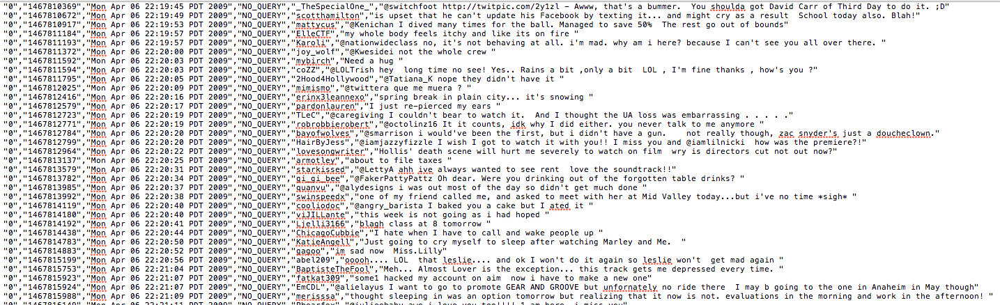 "0","1467810369","Mon Apr 06 22:19:45 PDT 2009","NO_QUERY","_TheSpecialOne_","@switchfoot http://twitpic.com/2y1zl - Awww, that's a bummer.  You shoulda got David Carr of Third Day to do it. ;D"
"0","1467810672","Mon Apr 06 22:19:49 PDT 2009","NO_QUERY","scotthamilton","is upset that he can't update his Facebook by texting it... and might cry as a result  School today also. Blah!"
"0","1467810917","Mon Apr 06 22:19:53 PDT 2009","NO_QUERY","mattycus","@Kenichan I dived many times for the ball. Managed to save 50%  The rest go out of bounds"
"0","1467811184","Mon Apr 06 22:19:57 PDT 2009","NO_QUERY","ElleCTF","my whole body feels itchy and like its on fire "
"0","1467811193","Mon Apr 06 22:19:57 PDT 2009","NO_QUERY","Karoli","@nationwideclass no, it's not behaving at all. i'm mad. why am i here? because I can't see you all over there. "
"0","1467811372","Mon Apr 06 22:20:00 PDT 2009","NO_QUERY","joy_wolf","@Kwesidei not the whole crew "
"0","1467811592","Mon Apr 06 22:20:03 PDT 2009","NO_QUERY","mybirch","Need a hug "
"0","1467811594","Mon Apr 06 22:20:03 PDT 2009","NO_QUERY","coZZ","@LOLTrish hey  long time no see! Yes.. Rains a bit ,only a bit  LOL , I'm fine thanks , how's you ?"
"0","1467811795","Mon Apr 06 22:20:05 PDT 2009","NO_QUERY","2Hood4Hollywood","@Tatiana_K nope they didn't have it "
"0","1467812025","Mon Apr 06 22:20:09 PDT 2009","NO_QUERY","mimismo","@twittera que me muera ? "
"0","1467812416","Mon Apr 06 22:20:16 PDT 2009","NO_QUERY","erinx3leannexo","spring break in plain city... it's snowing "
"0","1467812579","Mon Apr 06 22:20:17 PDT 2009","NO_QUERY","pardonlauren","I just re-pierced my ears "
"0","1467812723","Mon Apr 06 22:20:19 PDT 2009","NO_QUERY","TLeC","@caregiving I couldn't bear to watch it.  And I thought the UA loss was embarrassing . . . . ."
"0","1467812771","Mon Apr 06 22:20:19 PDT 2009","NO_QUERY","robrobbierobert","@octolinz16 It it counts, idk why I did either. you never talk to me anymore "
"0","1467812784","Mon Apr 06 22:20:20 PDT 2009","NO_QUERY","bayofwolves","@smarrison i would've been the first, but i didn't have a gun.    not really though, zac snyder's just a doucheclown."
"0","1467812799","Mon Apr 06 22:20:20 PDT 2009","NO_QUERY","HairByJess","@iamjazzyfizzle I wish I got to watch it with you!! I miss you and @iamlilnicki  how was the premiere?!"
"0","1467812964","Mon Apr 06 22:20:22 PDT 2009","NO_QUERY","lovesongwriter","Hollis' death scene will hurt me severely to watch on film  wry is directors cut not out now?"
"0","1467813137","Mon Apr 06 22:20:25 PDT 2009","NO_QUERY","armotley","about to file taxes "
"0","1467813579","Mon Apr 06 22:20:31 PDT 2009","NO_QUERY","starkissed","@LettyA ahh ive always wanted to see rent  love the soundtrack!!"
"0","1467813782","Mon Apr 06 22:20:34 PDT 2009","NO_QUERY","gi_gi_bee","@FakerPattyPattz Oh dear. Were you drinking out of the forgotten table drinks? "
"0","1467813985","Mon Apr 06 22:20:37 PDT 2009","NO_QUERY","quanvu","@alydesigns i was out most of the day so didn't get much done "
"0","1467813992","Mon Apr 06 22:20:38 PDT 2009","NO_QUERY","swinspeedx","one of my friend called me, and asked to meet with her at Mid Valley today...but i've no time *sigh* "
"0","1467814119","Mon Apr 06 22:20:40 PDT 2009","NO_QUERY","cooliodoc","@angry_barista I baked you a cake but I ated it "
"0","1467814180","Mon Apr 06 22:20:40 PDT 2009","NO_QUERY","viJILLante","this week is not going as i had hoped "
"0","1467814192","Mon Apr 06 22:20:41 PDT 2009","NO_QUERY","Ljelli3166","blagh class at 8 tomorrow "
"0","1467814438","Mon Apr 06 22:20:44 PDT 2009","NO_QUERY","ChicagoCubbie","I hate when I have to call and wake people up "
"0","1467814783","Mon Apr 06 22:20:50 PDT 2009","NO_QUERY","KatieAngell","Just going to cry myself to sleep after watching Marley and Me.  "
"0","1467814883","Mon Apr 06 22:20:52 PDT 2009","NO_QUERY","gagoo","im sad now  Miss.Lilly"
"0","1467815199","Mon Apr 06 22:20:56 PDT 2009","NO_QUERY","abel209","ooooh.... LOL  that leslie.... and ok I won't do it again so leslie won't  get mad again "
"0","1467815753","Mon Apr 06 22:21:04 PDT 2009","NO_QUERY","BaptisteTheFool","Meh... Almost Lover is the exception... this track gets me depressed every time. "
"0","1467815923","Mon Apr 06 22:21:07 PDT 2009","NO_QUERY","fatkat309","some1 hacked my account on aim  now i have to make a new one"
"0","1467815924","Mon Apr 06 22:21:07 PDT 2009","NO_QUERY","EmCDL","@alielayus I want to go to promote GEAR AND GROOVE but unfornately no ride there  I may b going to the one in Anaheim in May though"
"0","1467815988","Mon Apr 06 22:21:09 PDT 2009","NO_QUERY","merisssa","thought sleeping in was an option tomorrow but realizing that it now is not. evaluations in the morning and work in the afternoon! "